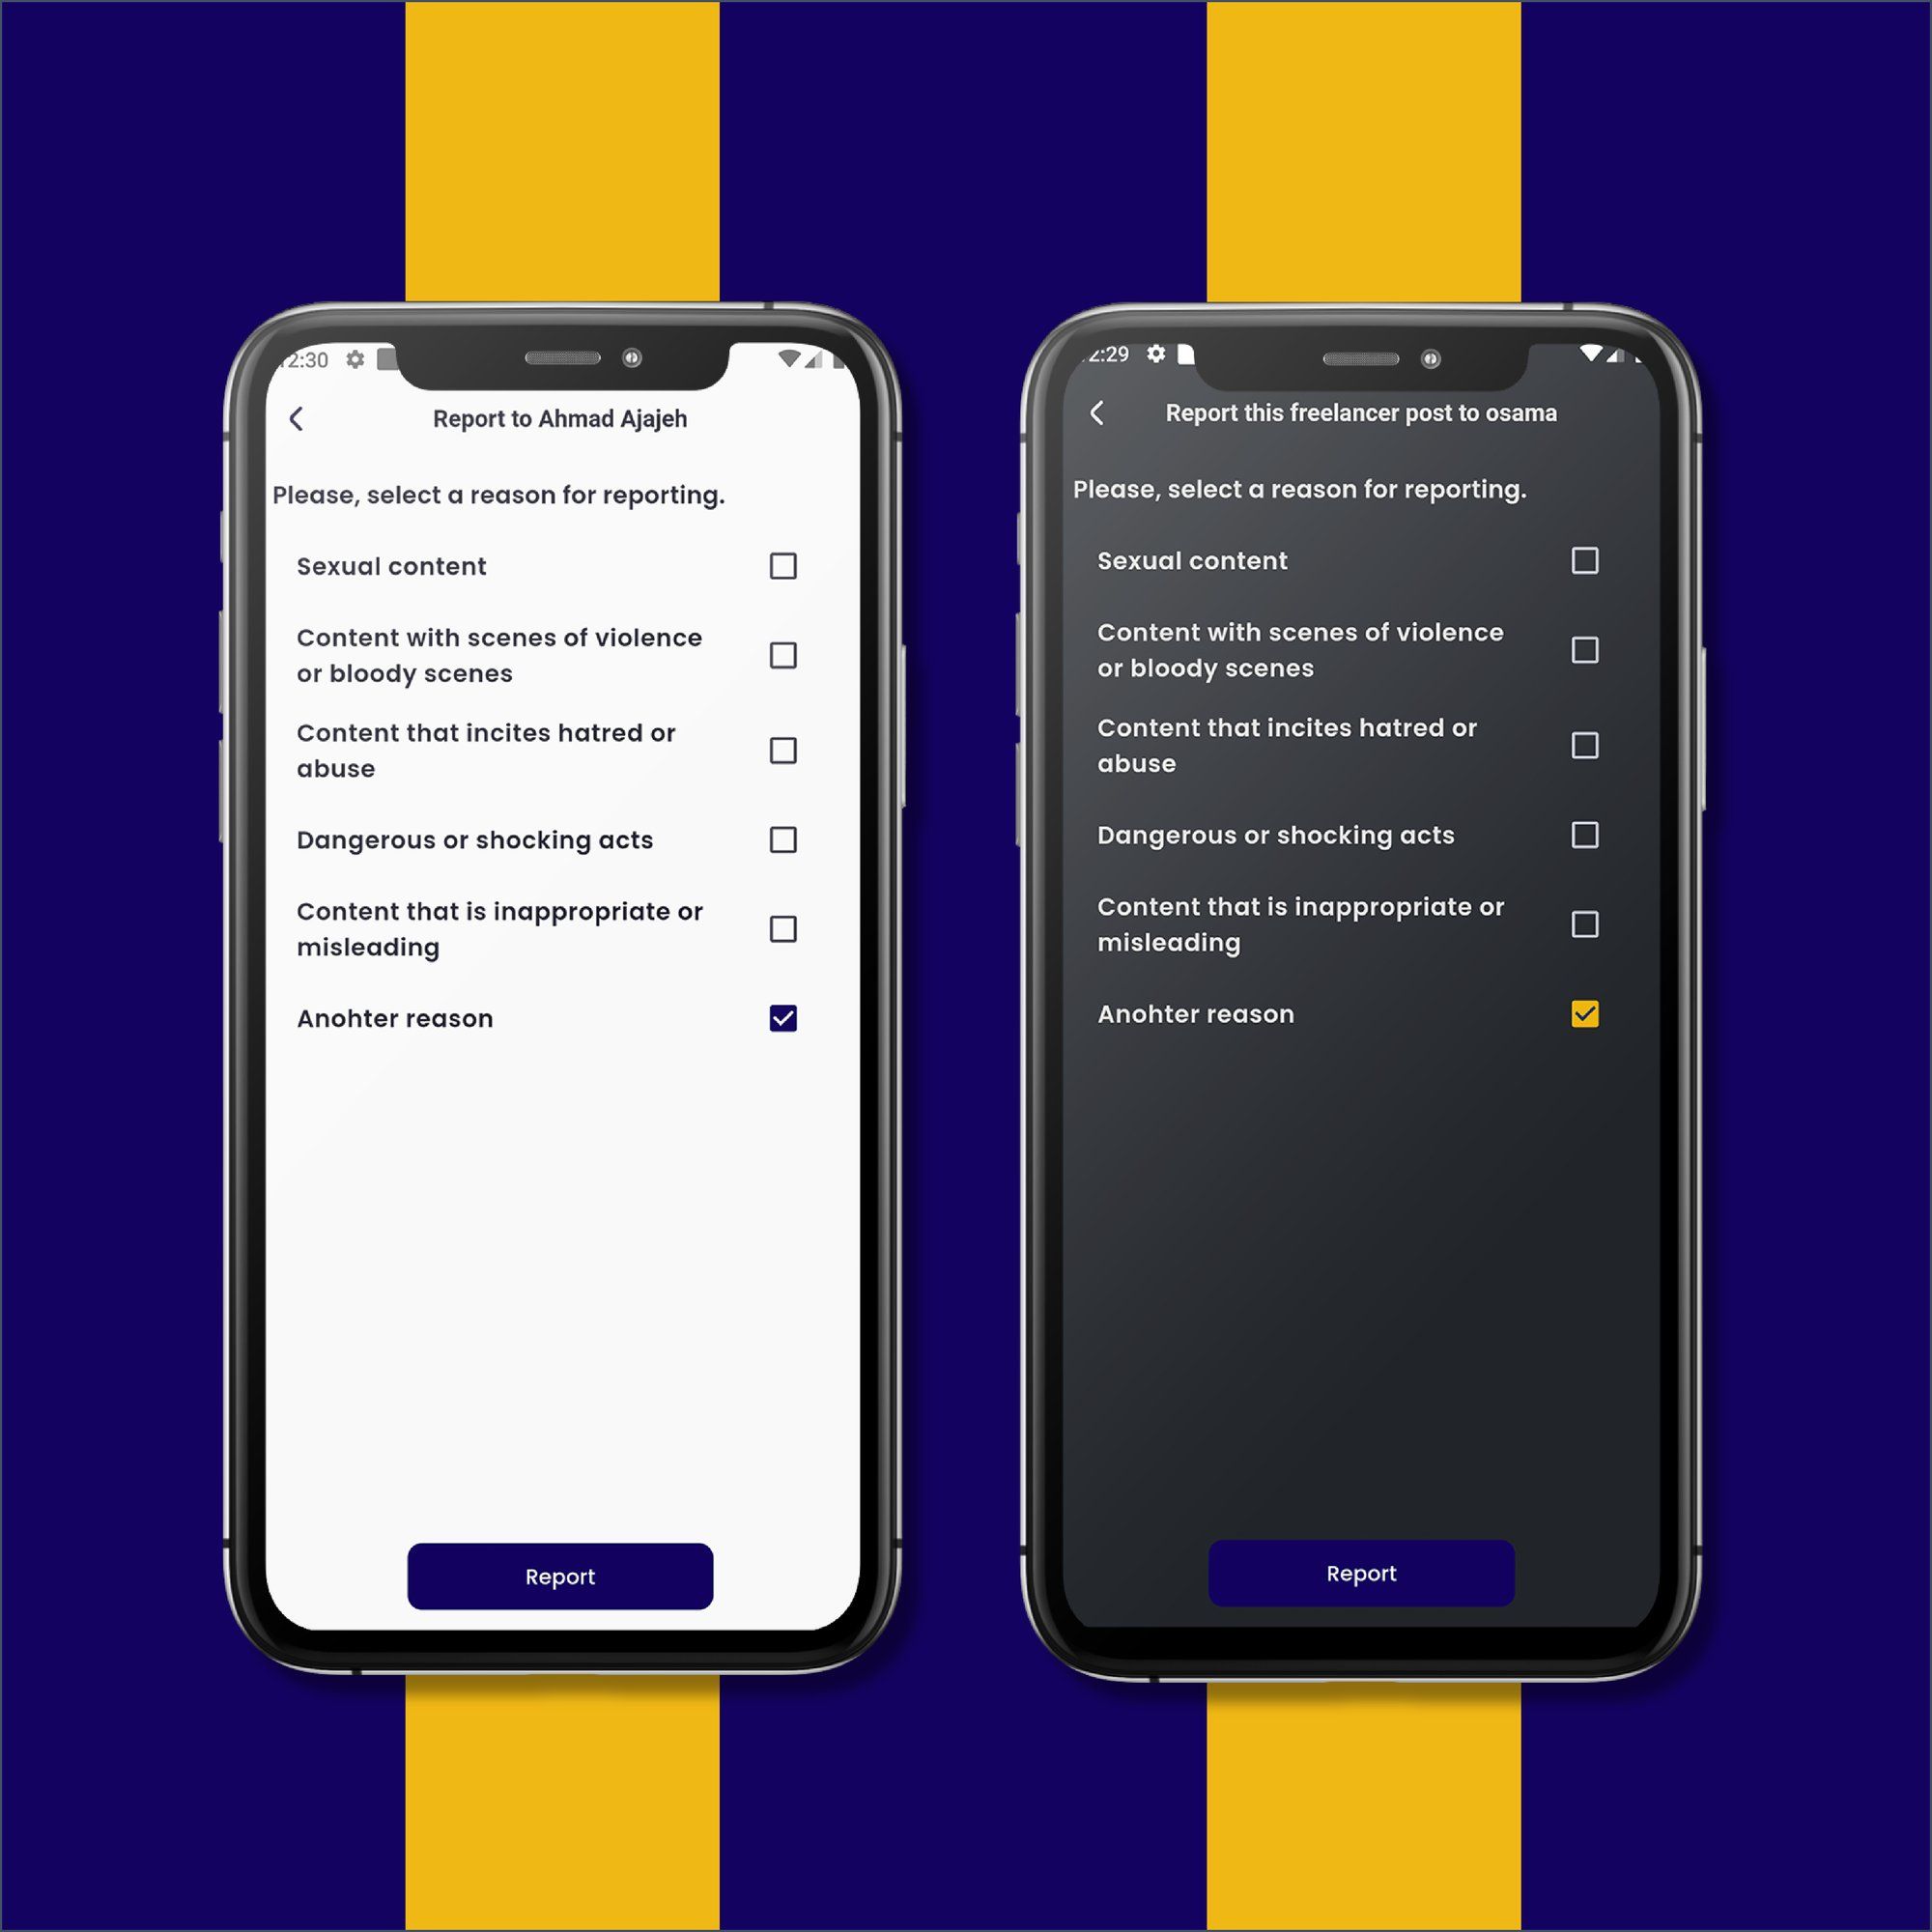 2:30
Report to Ahmad Ajajeh
Please, select a reason for reporting.
Sexual content
Content with scenes of violence
or bloody scenes
Content that incites hatred or
abuse
Dangerous or shocking acts
Content that is inappropriate or
misleading
Anohter reason
Report
2:29
Report this freelancer post to osama
Please, select a reason for reporting.
Sexual content
Content with scenes of violence
or bloody scenes
Content that incites hatred or
abuse
Dangerous or shocking acts
Content that is inappropriate or
misleading
Anohter reason
Report